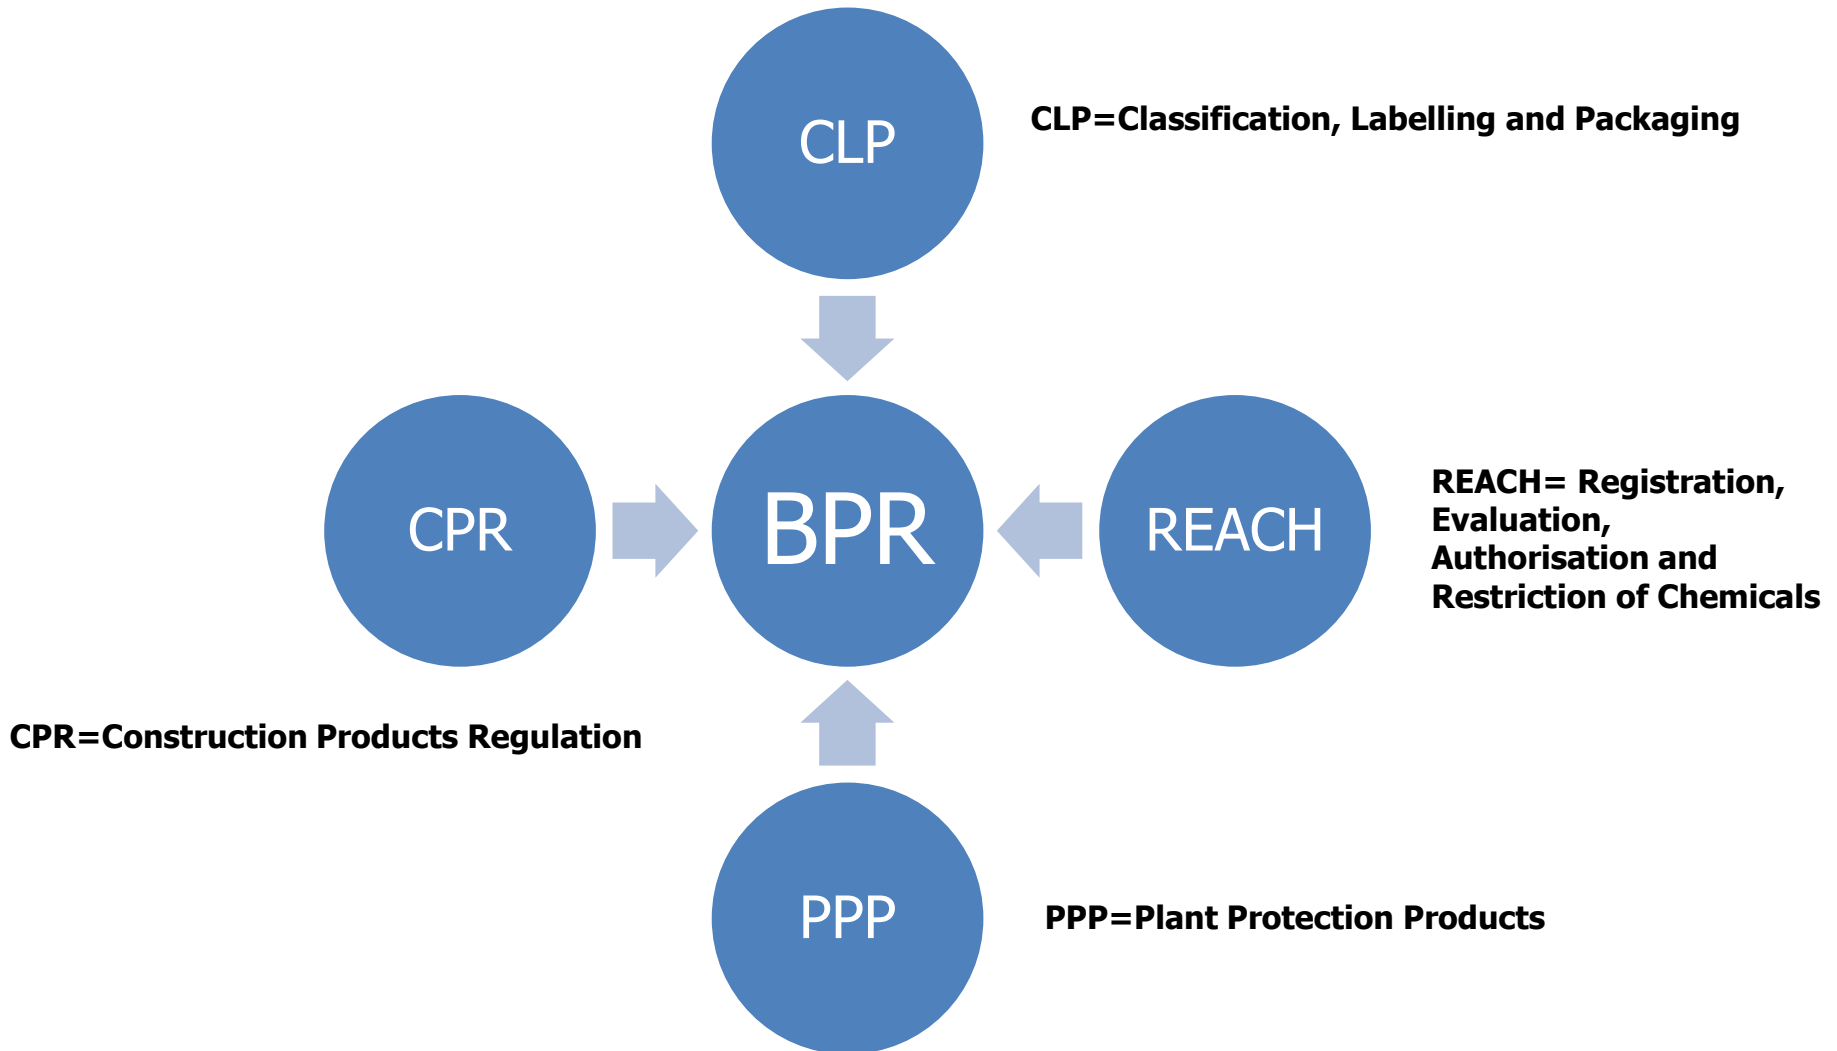 CLP
CLP=Classification, Labelling and Packaging
CPR
BPR
REACH
REACH= Registration,
Evaluation,
Authorisation and
Restriction of Chemicals
CPR=Construction Products Regulation
PPP
PPP=Plant Protection Products